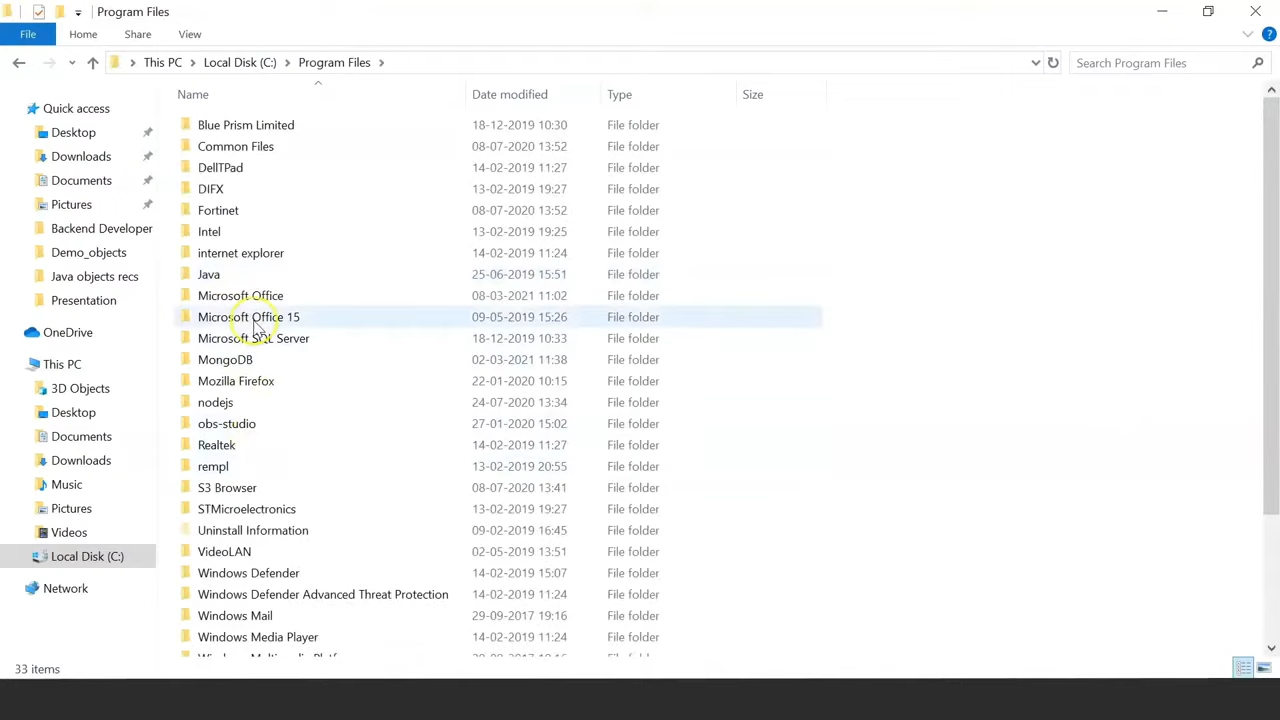 Program Files
File Home Share View
This PC Local Disk (C:) Program Files Search Program Files
Name Date modified Type Size
Quick access
Desktop
Downloads
Documents
Pictures
Backend Developer
Demo_objects
Java objects recs
Presentation
OneDrive
This PC
3D Objects
Desktop
Documents
Downloads
Music
Pictures
Videos
Local Disk (C:)
Network
Blue Prism Limited 18-12-2019 10:30 File folder
Common Files 08-07-2020 13:52 File folder
DellTPad 14-02-2019 11:27 File folder
DIFX 13-02-2019 19:27 File folder
Fortinet 08-07-2020 13:52 File folder
Intel 13-02-2019 19:25 File folder
internet explorer 14-02-2019 11:24 File folder
Java 25-06-2019 15:51 File folder
Microsoft Office 08-03-2021 11:02 File folder
Microsoft Office 15 09-05-2019 15:26 File folder
Microsoft SQL Server 18-12-2019 10:33 File folder
MongoDB 02-03-2021 11:38 File folder
Mozilla Firefox 22-01-2020 10:15 File folder
nodejs 24-07-2020 13:34 File folder
obs-studio 27-01-2020 15:02 File folder
Realtek 14-02-2019 11:27 File folder
rempl 13-02-2019 20:55 File folder
S3 Browser 08-07-2020 13:41 File folder
STMicroelectronics 13-02-2019 19:27 File folder
Uninstall Information 09-02-2019 16:45 File folder
VideoLAN 02-05-2019 13:51 File folder
Windows Defender 14-02-2019 15:07 File folder
Windows Defender Advanced Threat Protection 14-02-2019 11:24 File folder
Windows Mail 29-09-2017 19:16 File folder
Windows Media Player 14-02-2019 11:24 File folder
33 items